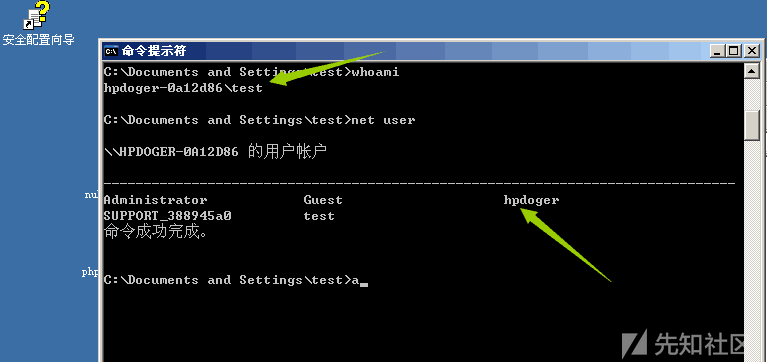 安全配置向导
命令提示符
C:\Documents and Settings\test>whoami
hpdoger-0a12d86\test
C:\Documents and Settings\test>net user
\\HPDOGER-0A12D86 的用户帐户
-------------------------------------------------------------------------------
Administrator Guest hpdoger
SUPPORT_388945a0 test
命令成功完成。
C:\Documents and Settings\test>a_
nu
php
先知社区